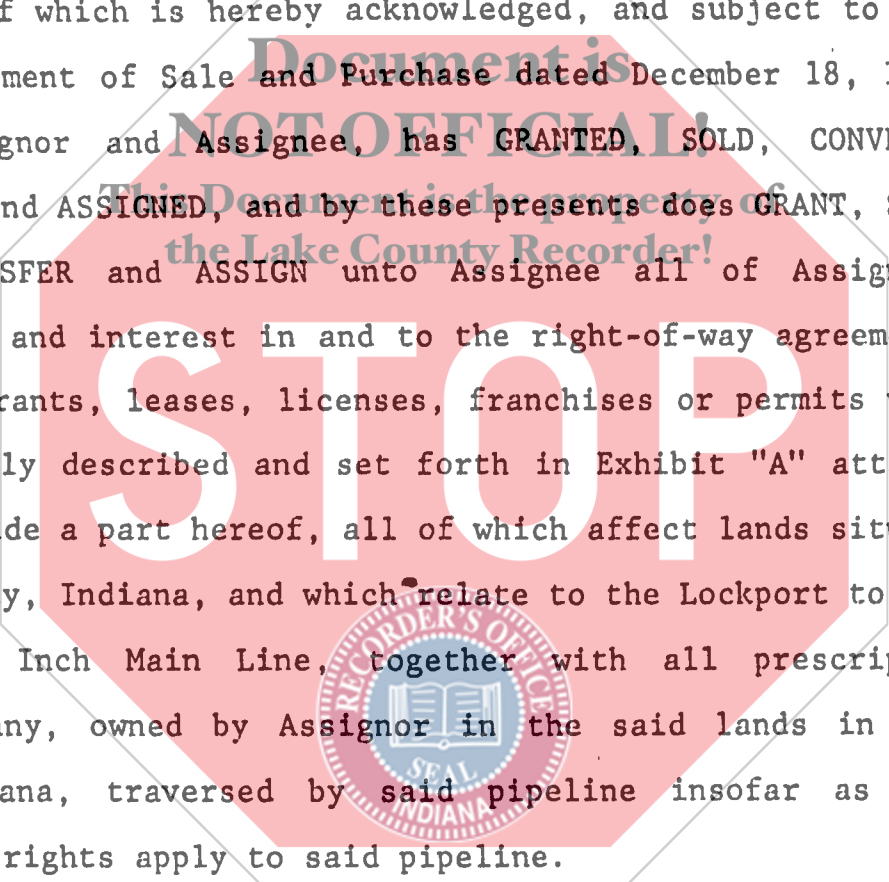 f which is hereby acknowledged, and subject to
ment of Sale and Purchase dated December 18, 1
gnor and Assignee, has GRANTED, SOLD, CONVE
nd ASSIGNED, and by these presents does GRANT, S
SFER and ASSIGN unto Assignee all of Assign
and interest in and to the right-of-way agreem
rants, leases, licenses, franchises or permits
ly described and set forth in Exhibit "A" att
de a part hereof, all of which affect lands sit
y, Indiana, and which relate to the Lockport to
Inch Main Line, together with all prescrip
any, owned by Assignor in the said lands in
ana, traversed by said pipeline insofar as
rights apply to said pipeline.
Document is
NOT OFFICIAL!
This Document is the property of
the Lake County Recorder!
STOP
RECORDER'S OFFICE
SEAL
INDIANA